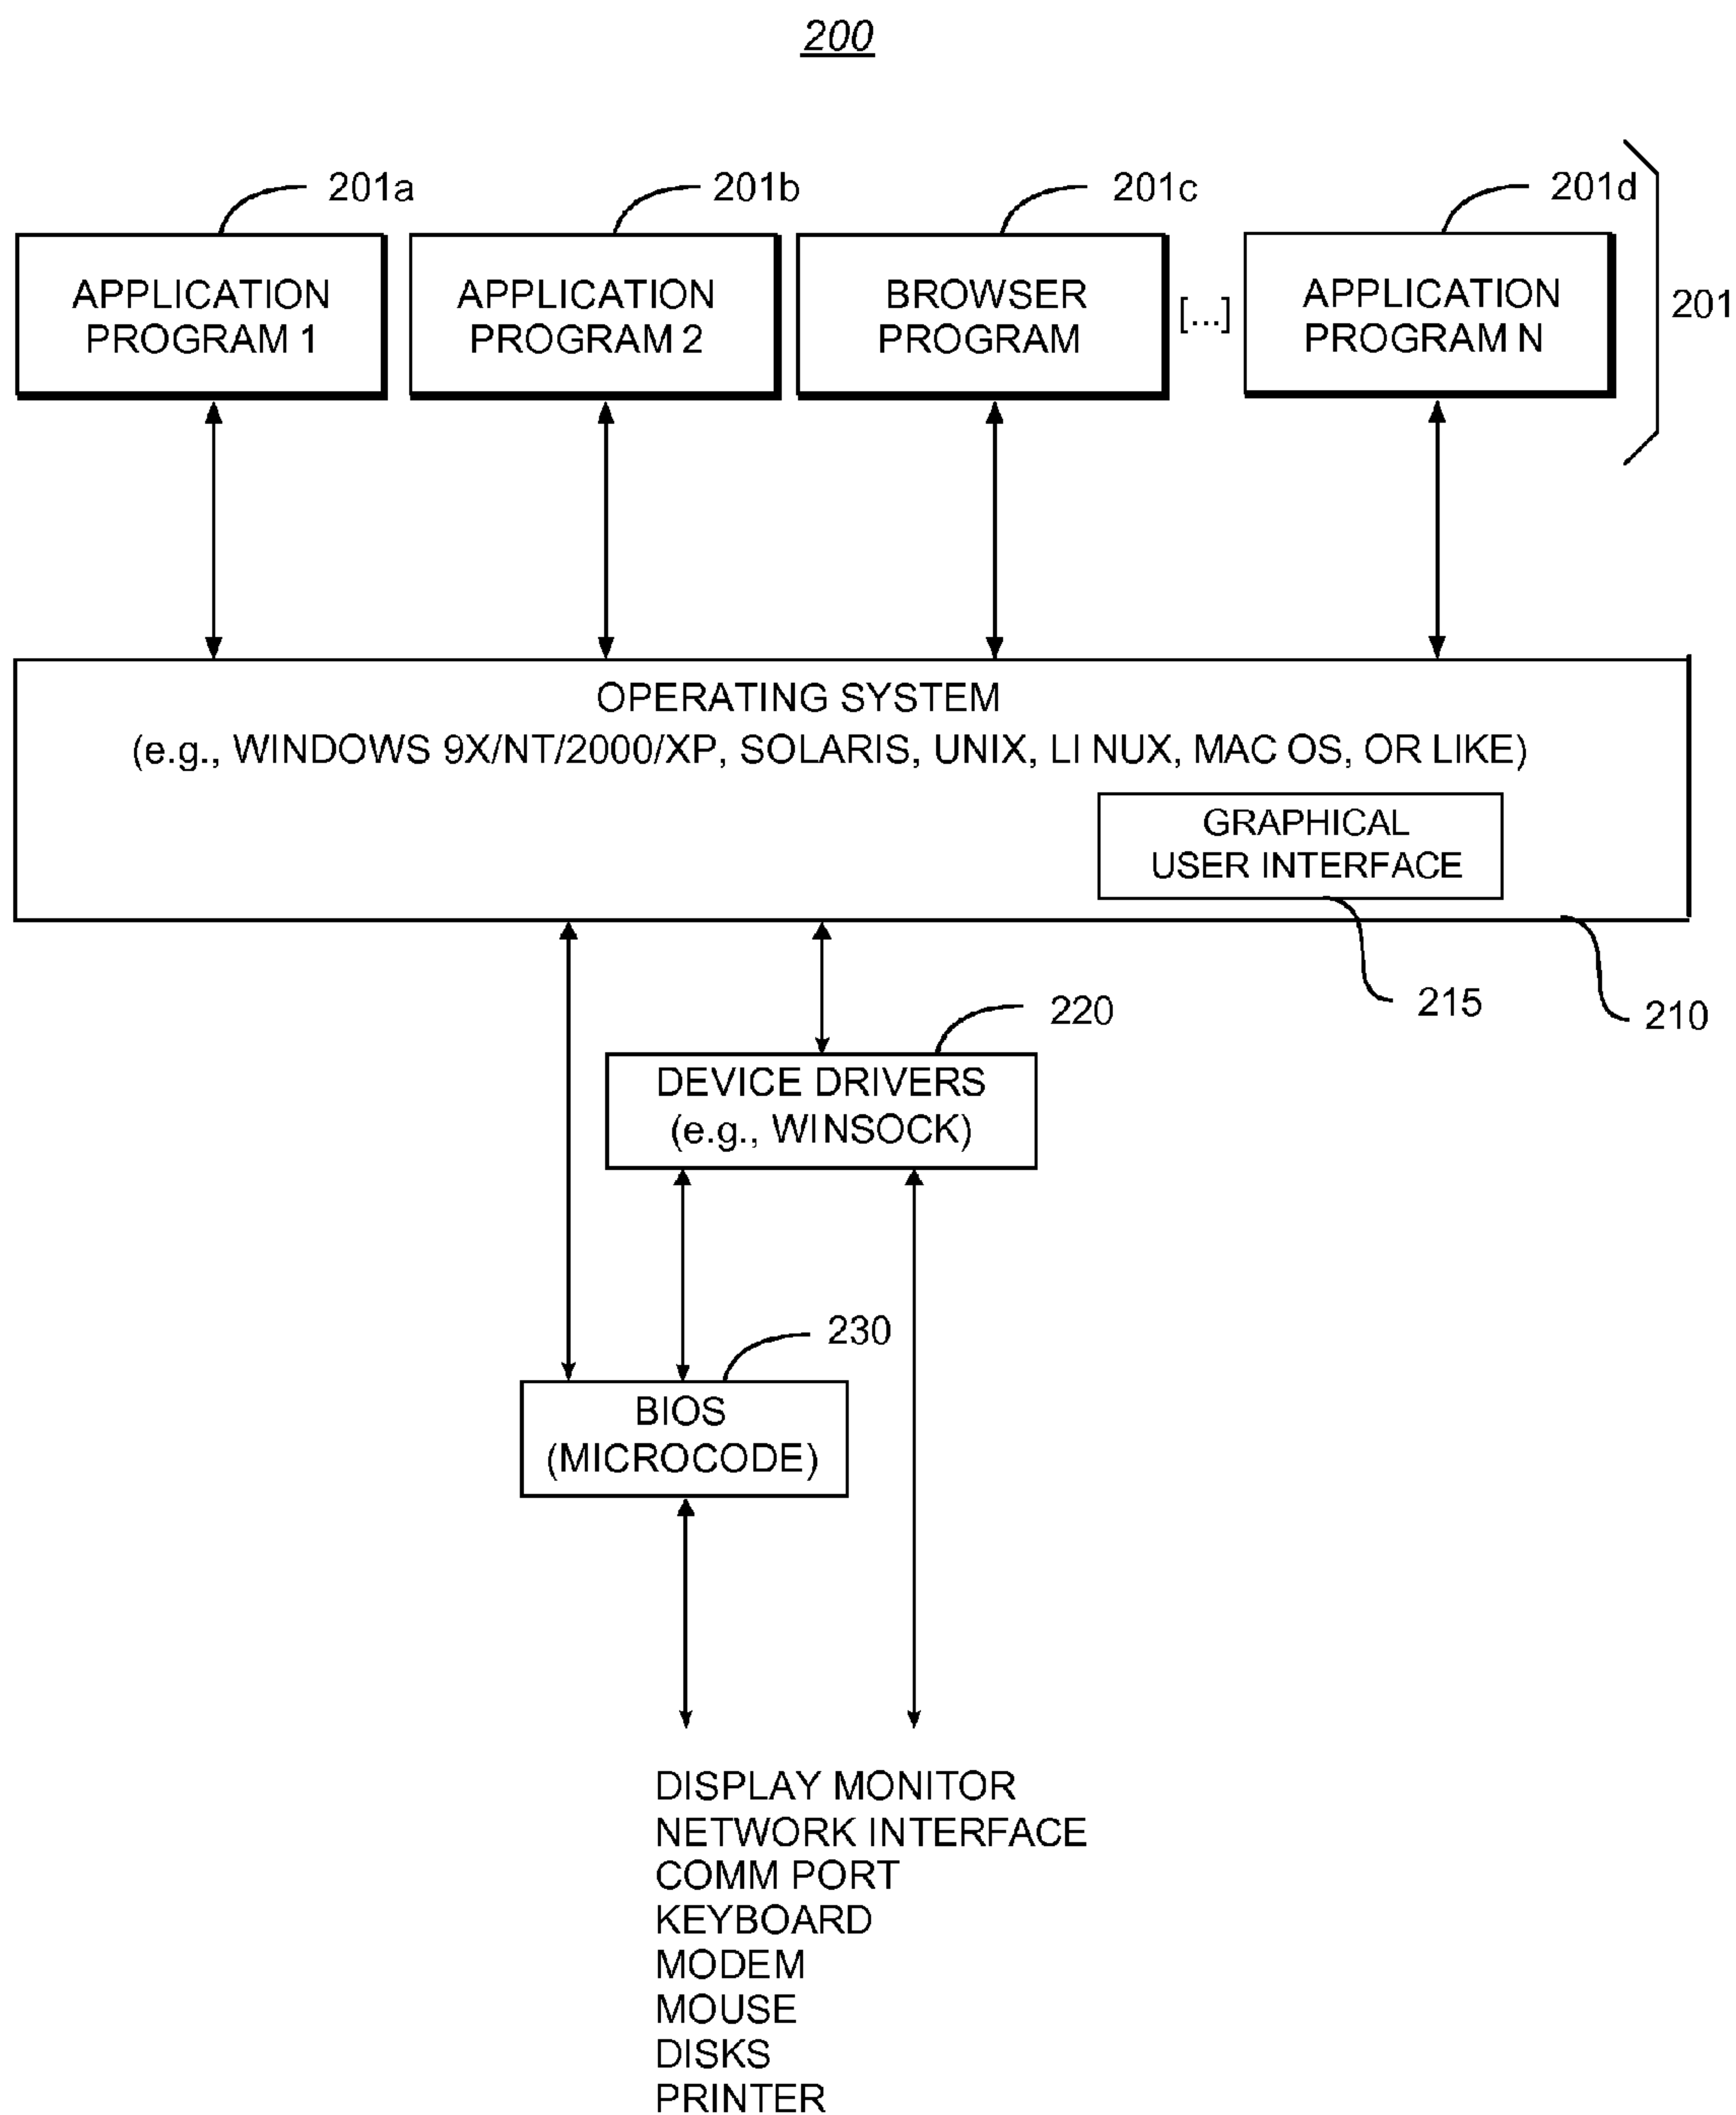 200
201a
201b
201c
201d
APPLICATION
PROGRAM 1
APPLICATION
PROGRAM 2
BROWSER
PROGRAM
[...]
APPLICATION
PROGRAM N
201
OPERATING SYSTEM
(e.g., WINDOWS 9X/NT/2000/XP, SOLARIS, UNIX, LI NUX, MAC OS, OR LIKE)
GRAPHICAL
USER INTERFACE
215
210
220
DEVICE DRIVERS
(e.g., WINSOCK)
230
BIOS
(MICROCODE)
DISPLAY MONITOR
NETWORK INTERFACE
COMM PORT
KEYBOARD
MODEM
MOUSE
DISKS
PRINTER